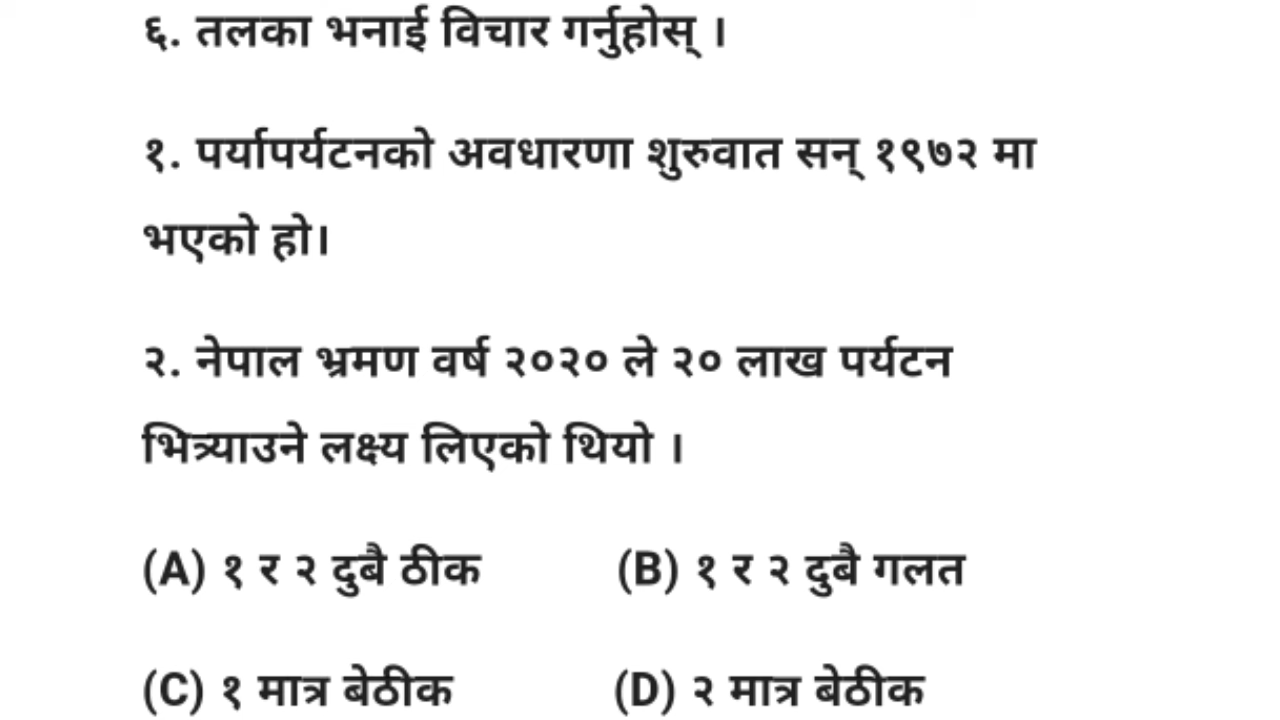 ६. तलका भनाई विचार गर्नुहोस् ।
१. पर्यापर्यटनको अवधारणा शुरुवात सन् १९७२ मा
भएको हो।
२. नेपाल भ्रमण वर्ष २०२० ले २० लाख पर्यटन
भित्र्याउने लक्ष्य लिएको थियो ।
(A) १ र २ दुबै ठीक (B) १ र २ दुबै गलत
(C) १ मात्र बेठीक (D) २ मात्र बेठीक